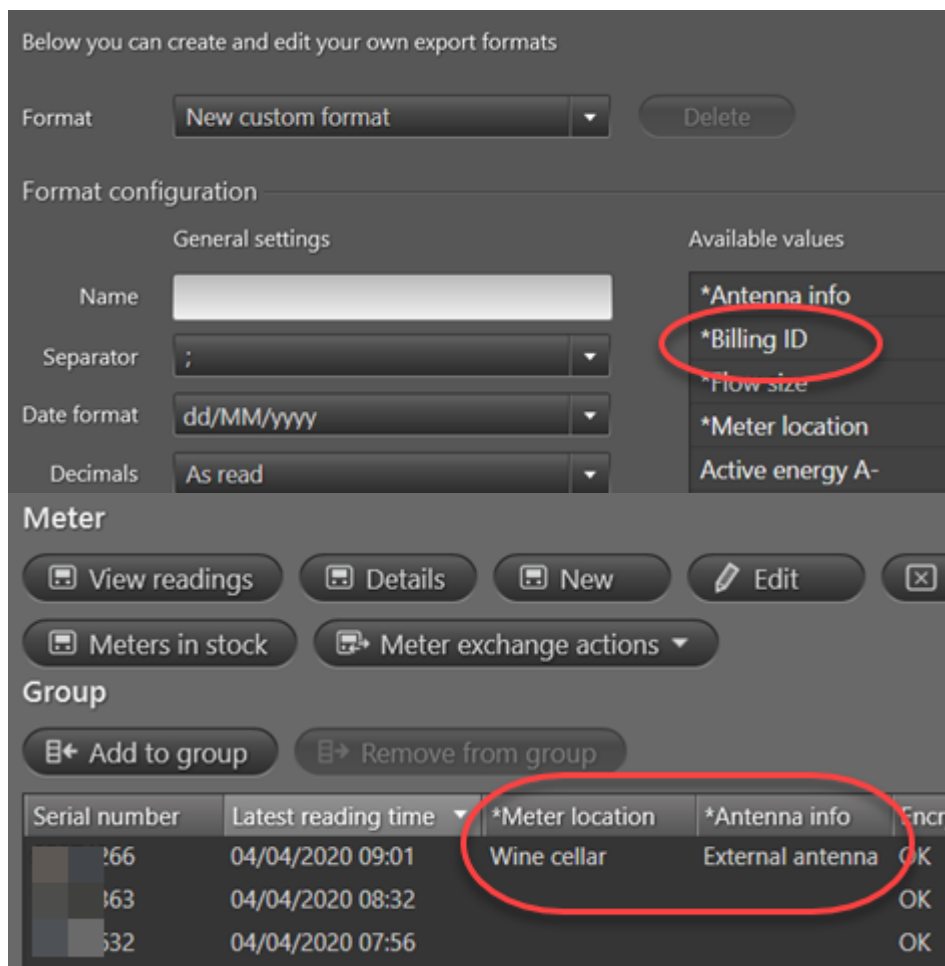 Below you can create and edit your own export formats
Format New custom format Delete
Format configuration
General settings Available values
Name *Antenna info
*Billing ID
Separator ; *Flow size
Date format dd/MM/yyyy *Meter location
Decimals As read Active energy A-
Meter
View readings Details New Edit
Meters in stock Meter exchange actions
Group
Add to group Remove from group
Serial number Latest reading time *Meter location *Antenna info Encr
266 04/04/2020 09:01 Wine cellar External antenna OK
363 04/04/2020 08:32 OK
532 04/04/2020 07:56 OK